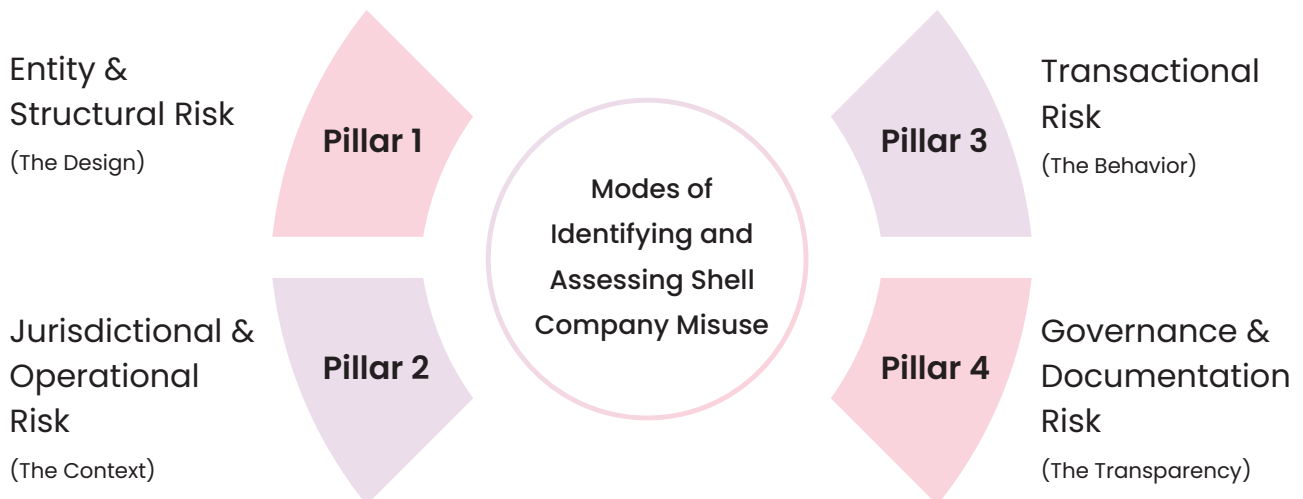 Entity &
Structural Risk
(The Design)
Pillar 1
Jurisdictional &
Operational
Risk
(The Context)
Pillar 2
Modes of
Identifying and
Assessing Shell
Company Misuse
Pillar 3
Transactional
Risk
(The Behavior)
Pillar 4
Governance &
Documentation
Risk
(The Transparency)